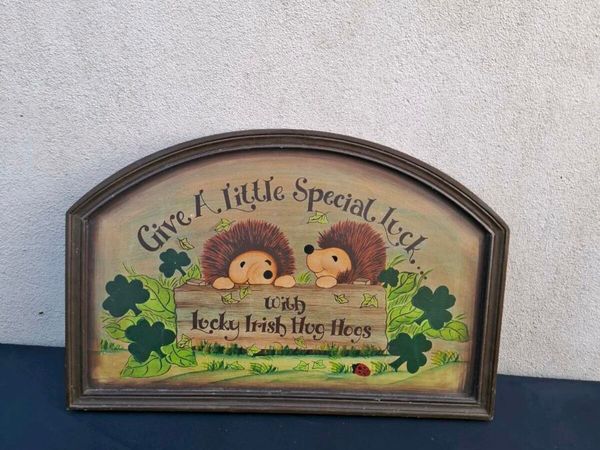 Give A Little Special Luck...
with
Lucky Irish Hug Hogs